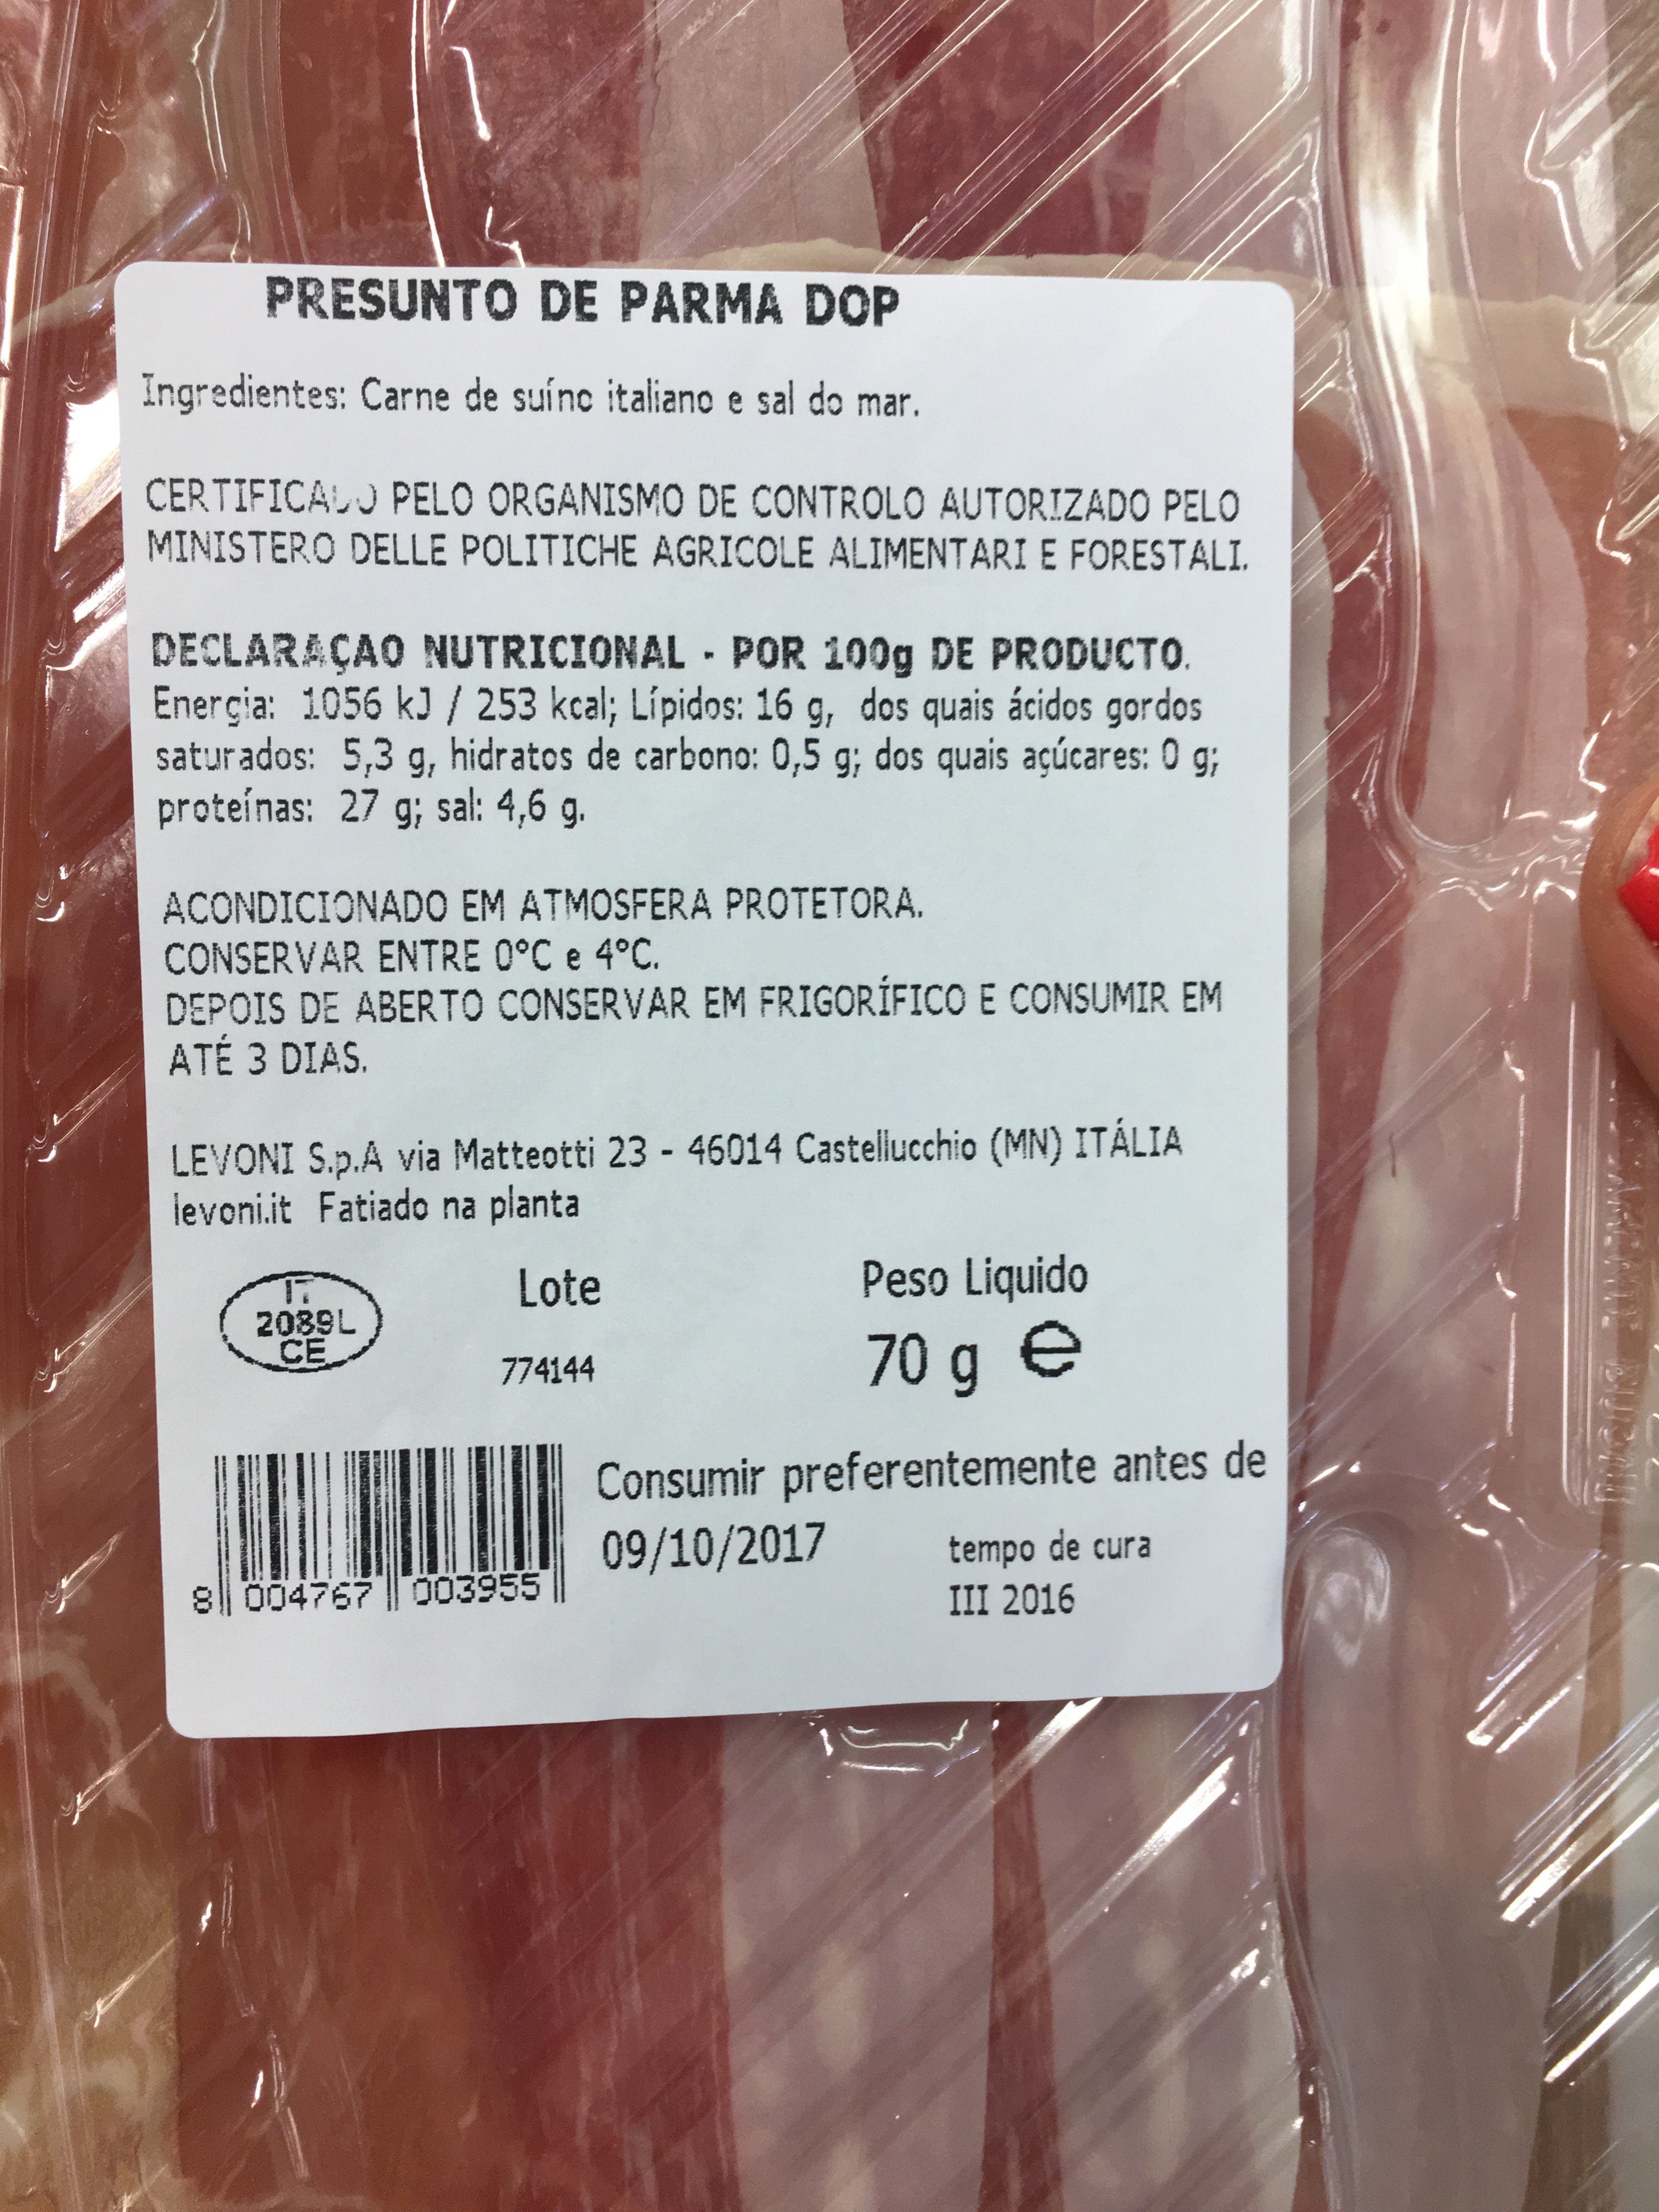 PRESUNTO DE PARMA DOP
Ingredientes: Carne de suíno italiano e sal do mar.
CERTIFICADO PELO ORGANISMO DE CONTROLO AUTORIZADO PELO
MINISTERO DELLE POLITICHE AGRICOLE ALIMENTARI E FORESTALI.
DECLARAÇAO NUTRICIONAL - POR 100g DE PRODUCTO.
Energia: 1056 kJ / 253 kcal; Lípidos: 16 g, dos quais ácidos gordos
saturados: 5,3 g, hidratos de carbono: 0,5 g; dos quais açúcares: 0 g;
proteínas: 27 g; sal: 4,6 g.
ACONDICIONADO EM ATMOSFERA PROTETORA.
CONSERVAR ENTRE 0°C e 4°C.
DEPOIS DE ABERTO CONSERVAR EM FRIGORÍFICO E CONSUMIR EM
ATÉ 3 DIAS.
LEVONI S.p.A via Matteotti 23 - 46014 Castellucchio (MN) ITÁLIA
levoni.it Fatiado na planta
IT
2089L
CE
Lote
774144
Peso Liquido
70 g e
Consumir preferentemente antes de
09/10/2017
tempo de cura
III 2016
8 004767 003955